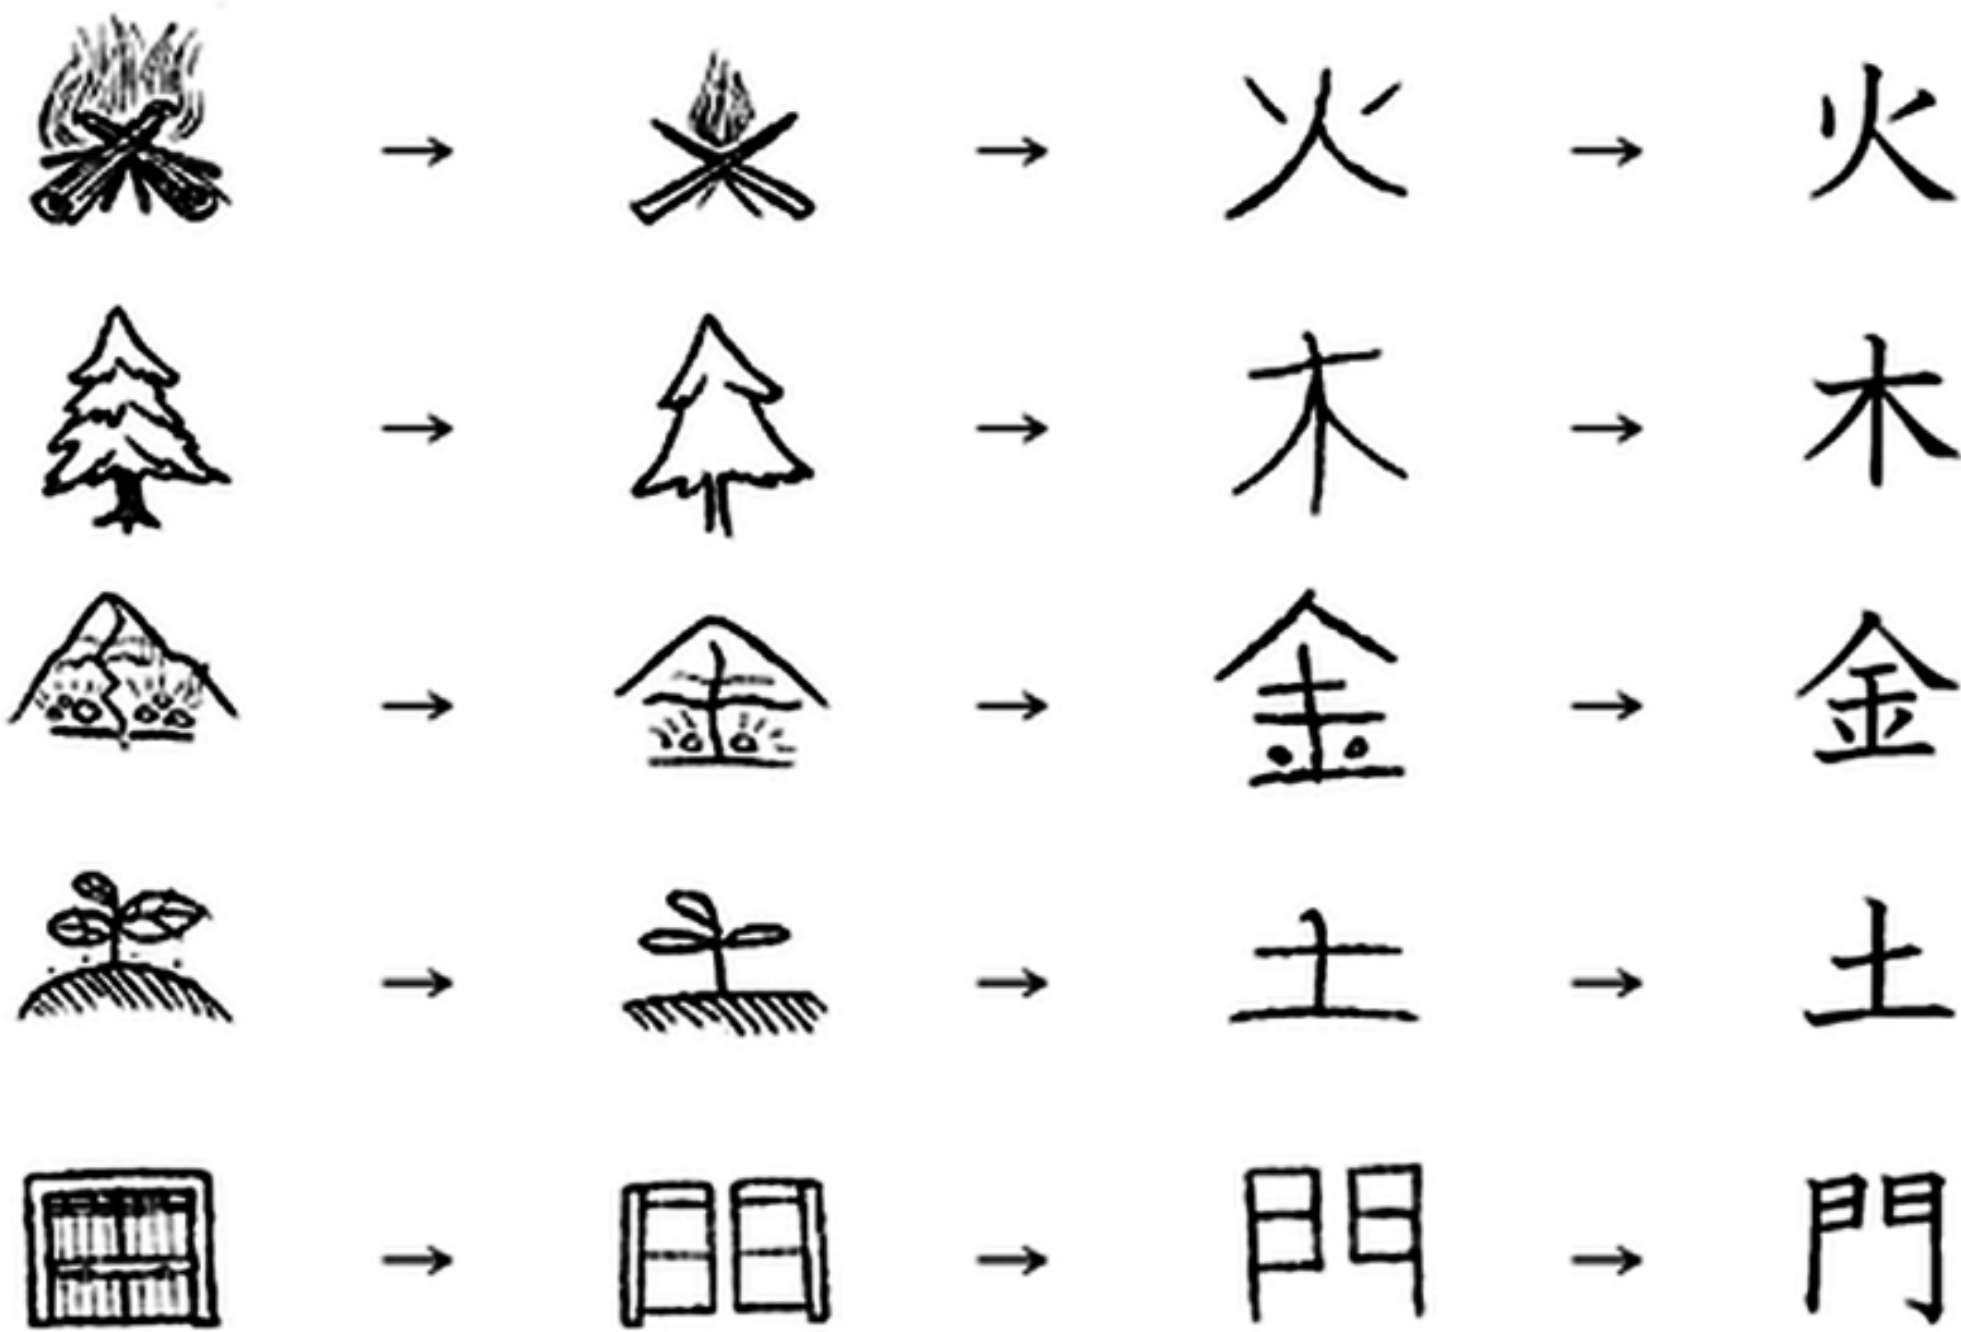 → → → 火
→ → → 木
→ → → 金
→ → → 土
→ → → 門